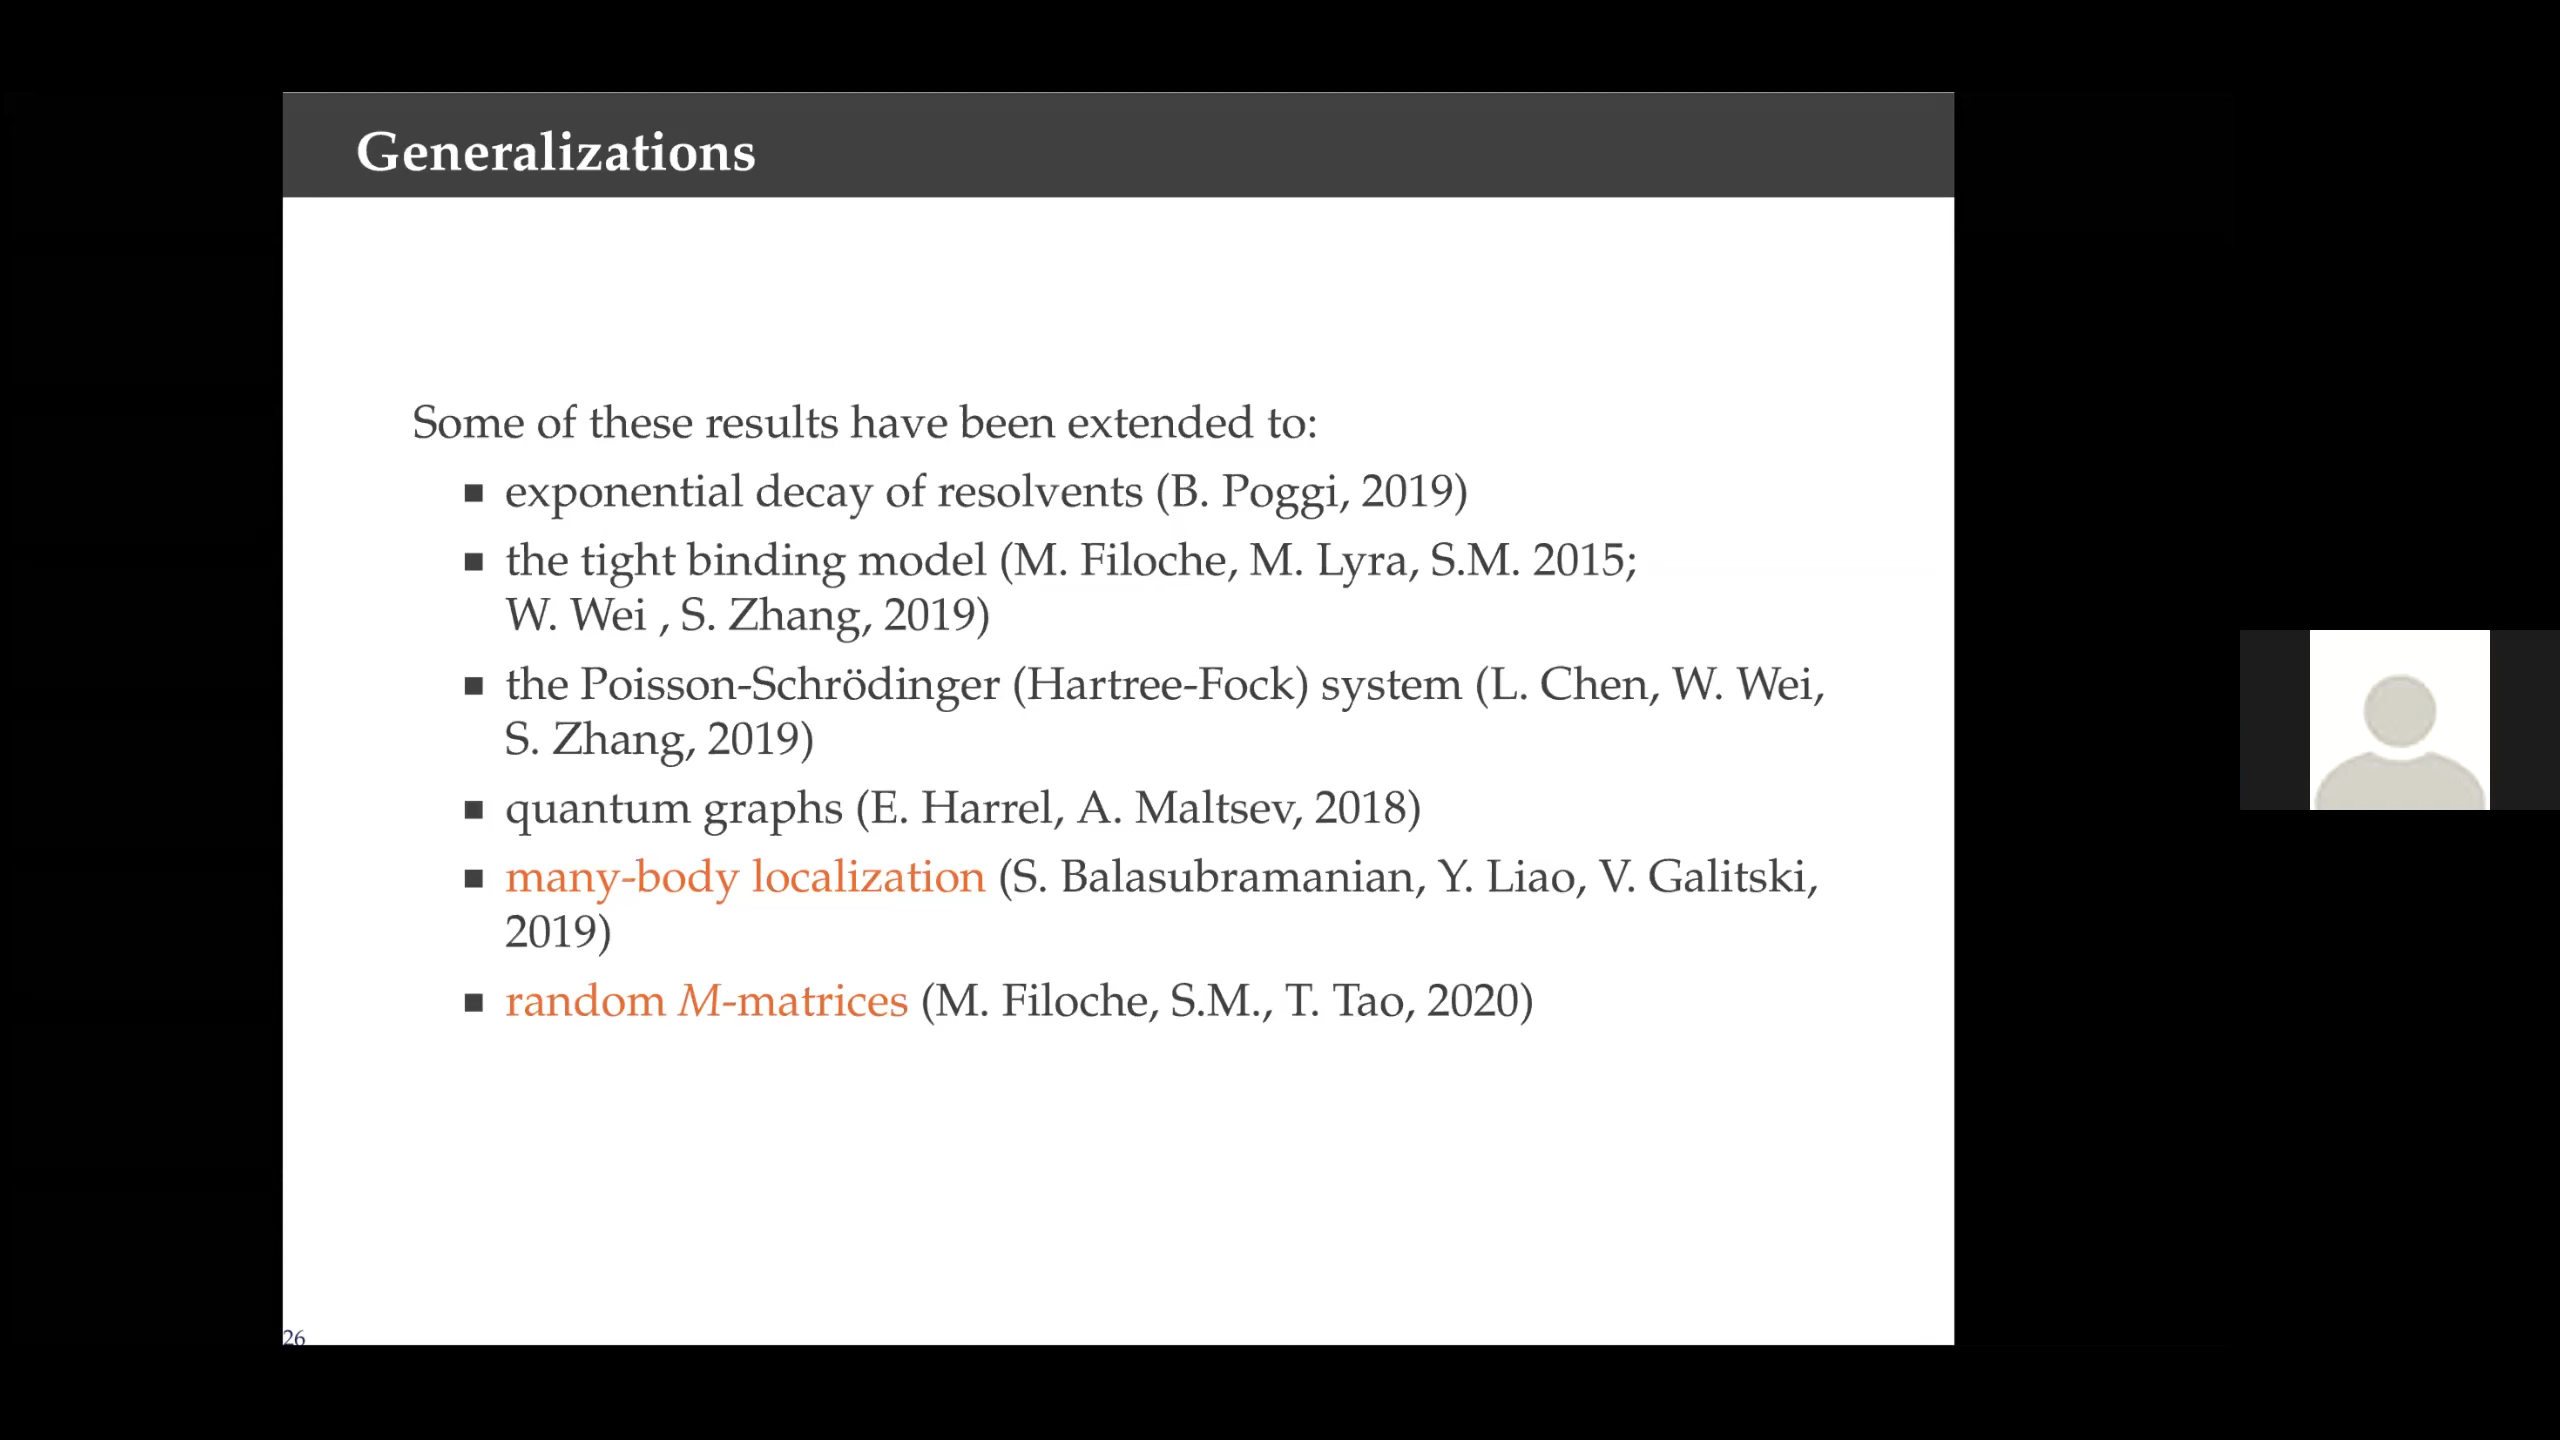 Generalizations
Some of these results have been extended to:
■ exponential decay of resolvents (B. Poggi, 2019)
■ the tight binding model (M. Filoche, M. Lyra, S.M. 2015;
W. Wei , S. Zhang, 2019)
■ the Poisson-Schrödinger (Hartree-Fock) system (L. Chen, W. Wei,
S. Zhang, 2019)
■ quantum graphs (E. Harrel, A. Maltsev, 2018)
■ many-body localization (S. Balasubramanian, Y. Liao, V. Galitski,
2019)
■ random M-matrices (M. Filoche, S.M., T. Tao, 2020)
26